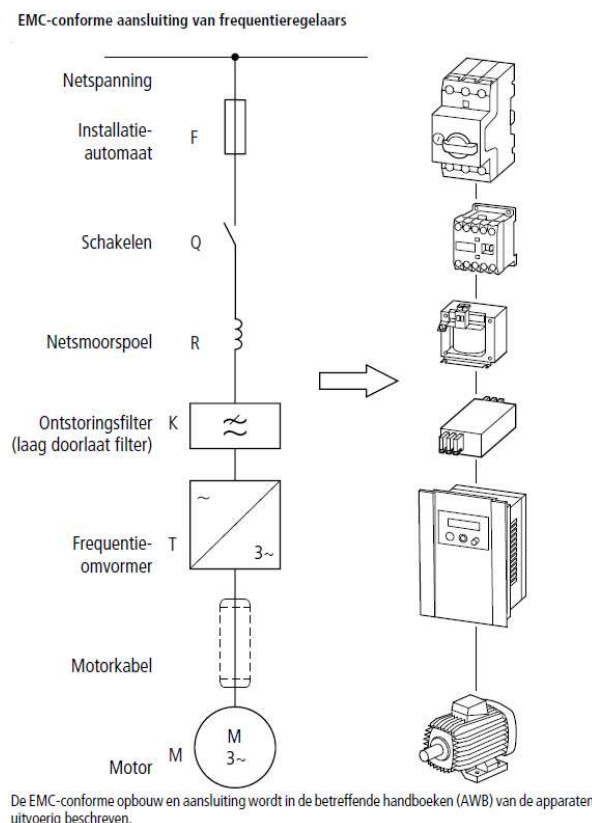 EMC-conforme aansluiting van frequentieregelaars
Netspanning
Installatie-
automaat
F
Schakelen
Q
Netsmoorspoel
R
Ontstoringsfilter
(laag doorlaat filter)
K
~
3~
Frequentie-
omvormer
T
Motorkabel
M
3~
Motor
M
De EMC-conforme opbouw en aansluiting wordt in de betreffende handboeken (AWB) van de apparaten
uitvoerig beschreven.